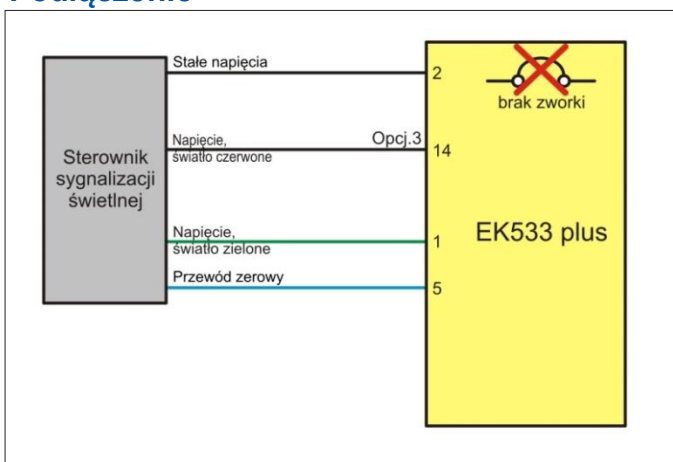 Stałe napięcia
2
brak zworki
Napięcie,
światło czerwone
Opcj.3
14
Sterownik
sygnalizacji
świetlnej
Napięcie,
światło zielone
1
EK533 plus
Przewód zerowy
5